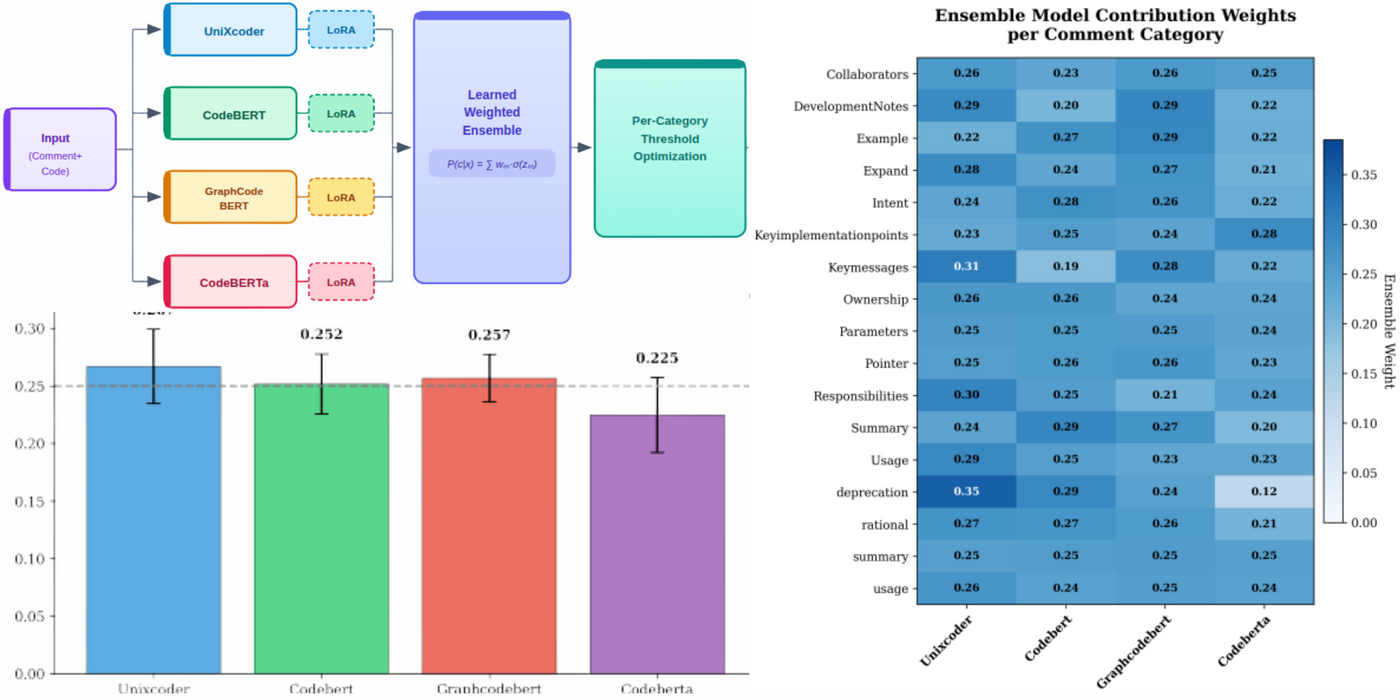 Input
(Comment+
Code)
UniXcoder
LoRA
CodeBERT
LoRA
GraphCode
BERT
LoRA
CodeBERTa
LoRA
Learned
Weighted
Ensemble
P(c|x) = ∑ wₘ·σ(zₘ)
Per-Category
Threshold
Optimization
0.30
0.25
0.20
0.15
0.10
0.05
0.00
0.252
0.257
0.225
Unixcoder
Codebert
Graphcodebert
Codeberta
Ensemble Model Contribution Weights
per Comment Category
Collaborators 0.26 0.23 0.26 0.25
DevelopmentNotes 0.29 0.20 0.29 0.22
Example 0.22 0.27 0.29 0.22
Expand 0.28 0.24 0.27 0.21
Intent 0.24 0.28 0.26 0.22
Keyimplementationpoints 0.23 0.25 0.24 0.28
Keymessages 0.31 0.19 0.28 0.22
Ownership 0.26 0.26 0.24 0.24
Parameters 0.25 0.25 0.25 0.24
Pointer 0.25 0.26 0.26 0.23
Responsibilities 0.30 0.25 0.21 0.24
Summary 0.24 0.29 0.27 0.20
Usage 0.29 0.25 0.23 0.23
deprecation 0.35 0.29 0.24 0.12
rational 0.27 0.27 0.26 0.21
summary 0.25 0.25 0.25 0.25
usage 0.26 0.24 0.25 0.24
Unixcoder
Codebert
Graphcodebert
Codeberta
0.35
0.30
0.25
0.20
0.15
0.10
0.05
0.00
Ensemble Weight